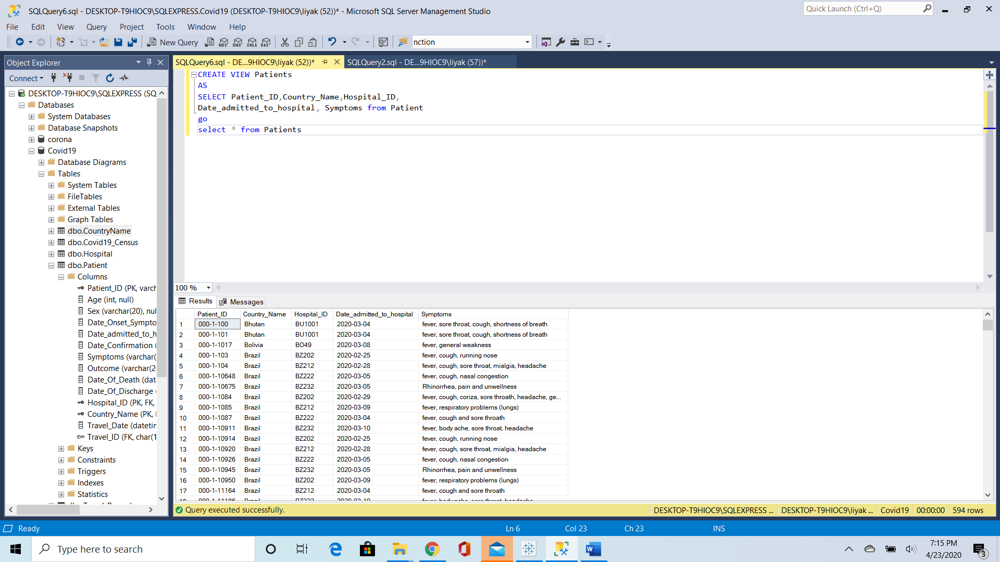 SQLQuery6.sql - DESKTOP-T9HIOC9\SQLEXPRESS.Covid19 (DESKTOP-T9HIOC9\liyak (52))* - Microsoft SQL Server Management Studio
Quick Launch (Ctrl+Q)
File Edit View Query Project Tools Window Help
New Query MDX DMX XMLA DAX nction
Object Explorer
Connect
DESKTOP-T9HIOC9\SQLEXPRESS (SQ
Databases
System Databases
Database Snapshots
corona
Covid19
Database Diagrams
Tables
System Tables
FileTables
External Tables
Graph Tables
dbo.CountryName
dbo.Covid19_Census
dbo.Hospital
dbo.Patient
Columns
Patient_ID (PK, varch
Age (int, null)
Sex (varchar(20), nul
Date_Onset_Sympto
Date_admitted_to_h
Date_Confirmation (
Symptoms (varchar(
Outcome (varchar(2
Date_Of_Death (dat
Date_Of_Discharge
Hospital_ID (PK, FK,
Country_Name (PK,
Travel_Date (datetin
Travel_ID (FK, char(1
Keys
Constraints
Triggers
Indexes
Statistics
SQLQuery6.sql - DE...9HIOC9\liyak (52))* SQLQuery2.sql - DE...9HIOC9\liyak (57))*
CREATE VIEW Patients
AS
SELECT Patient_ID,Country_Name,Hospital_ID,
Date_admitted_to_hospital, Symptoms from Patient
go
select * from Patients
100 %
Results Messages
Patient_ID Country_Name Hospital_ID Date_admitted_to_hospital Symptoms
1 000-1-100 Bhutan BU1001 2020-03-04 fever, sore throat, cough, shortness of breath
2 000-1-101 Bhutan BU1001 2020-03-04 fever, sore throat, cough, shortness of breath
3 000-1-1017 Bolivia BO49 2020-03-08 fever, general weakness
4 000-1-103 Brazil BZ202 2020-02-25 fever, cough, running nose
5 000-1-104 Brazil BZ212 2020-02-28 fever, cough, sore throat, mialgia, headache
6 000-1-10648 Brazil BZ222 2020-03-05 fever, cough, nasal congestion
7 000-1-10675 Brazil BZ232 2020-03-05 Rhinorrhea, pain and unwellness
8 000-1-1084 Brazil BZ202 2020-02-29 fever, cough, coriza, sore throath, headache, ge...
9 000-1-1085 Brazil BZ212 2020-03-09 fever, respiratory problems (lungs)
10 000-1-1087 Brazil BZ222 2020-03-04 fever, cough and sore throath
11 000-1-10911 Brazil BZ232 2020-03-10 fever, body ache, sore throat, headache
12 000-1-10914 Brazil BZ202 2020-02-25 fever, cough, running nose
13 000-1-10920 Brazil BZ212 2020-02-28 fever, cough, sore throat, mialgia, headache
14 000-1-10926 Brazil BZ222 2020-03-05 fever, cough, nasal congestion
15 000-1-10945 Brazil BZ232 2020-03-05 Rhinorrhea, pain and unwellness
16 000-1-10950 Brazil BZ202 2020-03-09 fever, respiratory problems (lungs)
17 000-1-11164 Brazil BZ212 2020-03-04 fever, cough and sore throath
Query executed successfully. DESKTOP-T9HIOC9\SQLEXPRESS ... DESKTOP-T9HIOC9\liyak ... Covid19 00:00:00 594 rows
Ready Ln 6 Col 23 Ch 23 INS
Type here to search
7:15 PM
4/23/2020
3